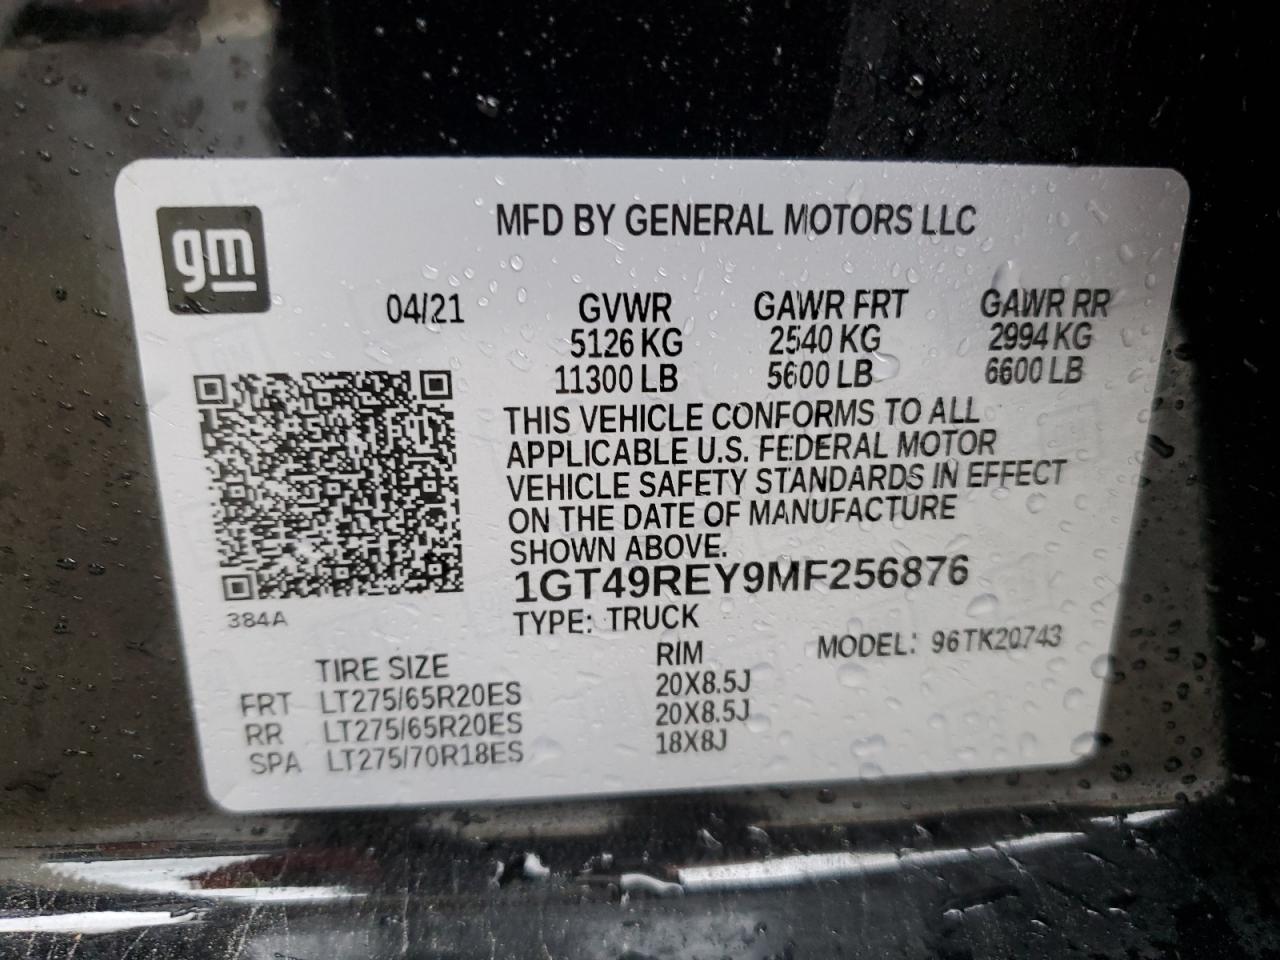 gm
MFD BY GENERAL MOTORS LLC
04/21 GVWR GAWR FRT GAWR RR
5126 KG 2540 KG 2994 KG
11300 LB 5600 LB 6600 LB
THIS VEHICLE CONFORMS TO ALL
APPLICABLE U.S. FEDERAL MOTOR
VEHICLE SAFETY STANDARDS IN EFFECT
ON THE DATE OF MANUFACTURE
SHOWN ABOVE.
1GT49REY9MF256876
384A
TYPE: TRUCK
MODEL: 96TK20743
TIRE SIZE RIM
FRT LT275/65R20ES 20X8.5J
RR LT275/65R20ES 20X8.5J
SPA LT275/70R18ES 18X8J